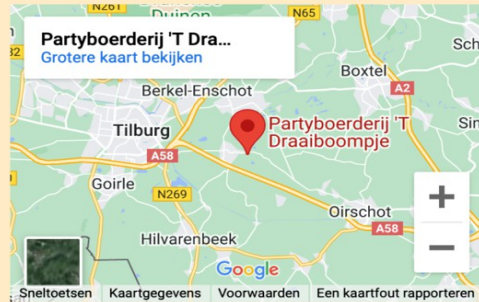 N261
Duinen
N65
Partyboerderij 'T Dra...
Grotere kaart bekijken
Sch
Boxtel
A2
Berkel-Enschot
Tilburg
A58
Partyboerderij 'T
Draaiboompje
Sin
Goirle
N269
Oirschot
A58
Hilvarenbeek
Google
Sneltoetsen
Kaartgegevens
Voorwaarden
Een kaartfout rapporteren